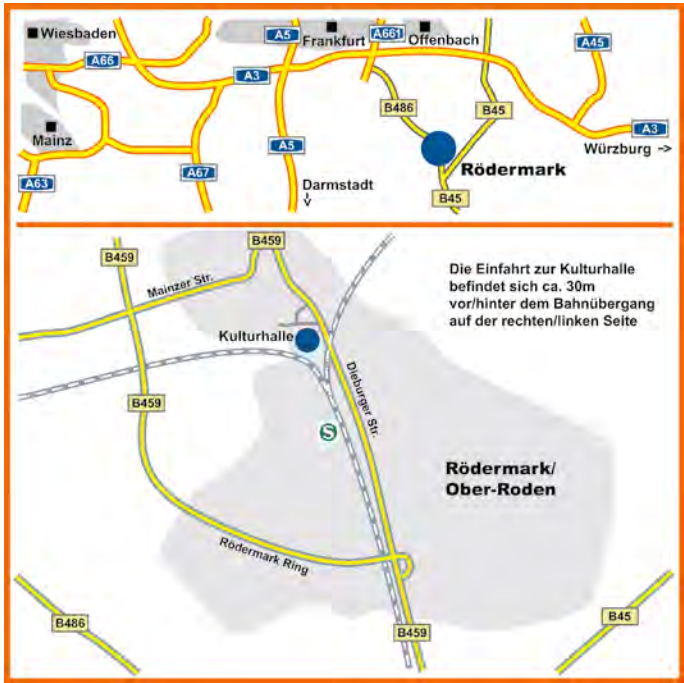 Wiesbaden
A5
A661
Frankfurt
Offenbach
A45
A66
A3
B486
B45
Mainz
A5
A3
Würzburg ->
A63
A67
Darmstadt
Rödermark
B45
B459
B459
Mainzer Str.
Die Einfahrt zur Kulturhalle
befindet sich ca. 30m
vor/hinter dem Bahnübergang
auf der rechten/linken Seite
Kulturhalle
Dieburger Str.
B459
S
Rödermark/
Ober-Roden
Rödermark Ring
B486
B459
B45